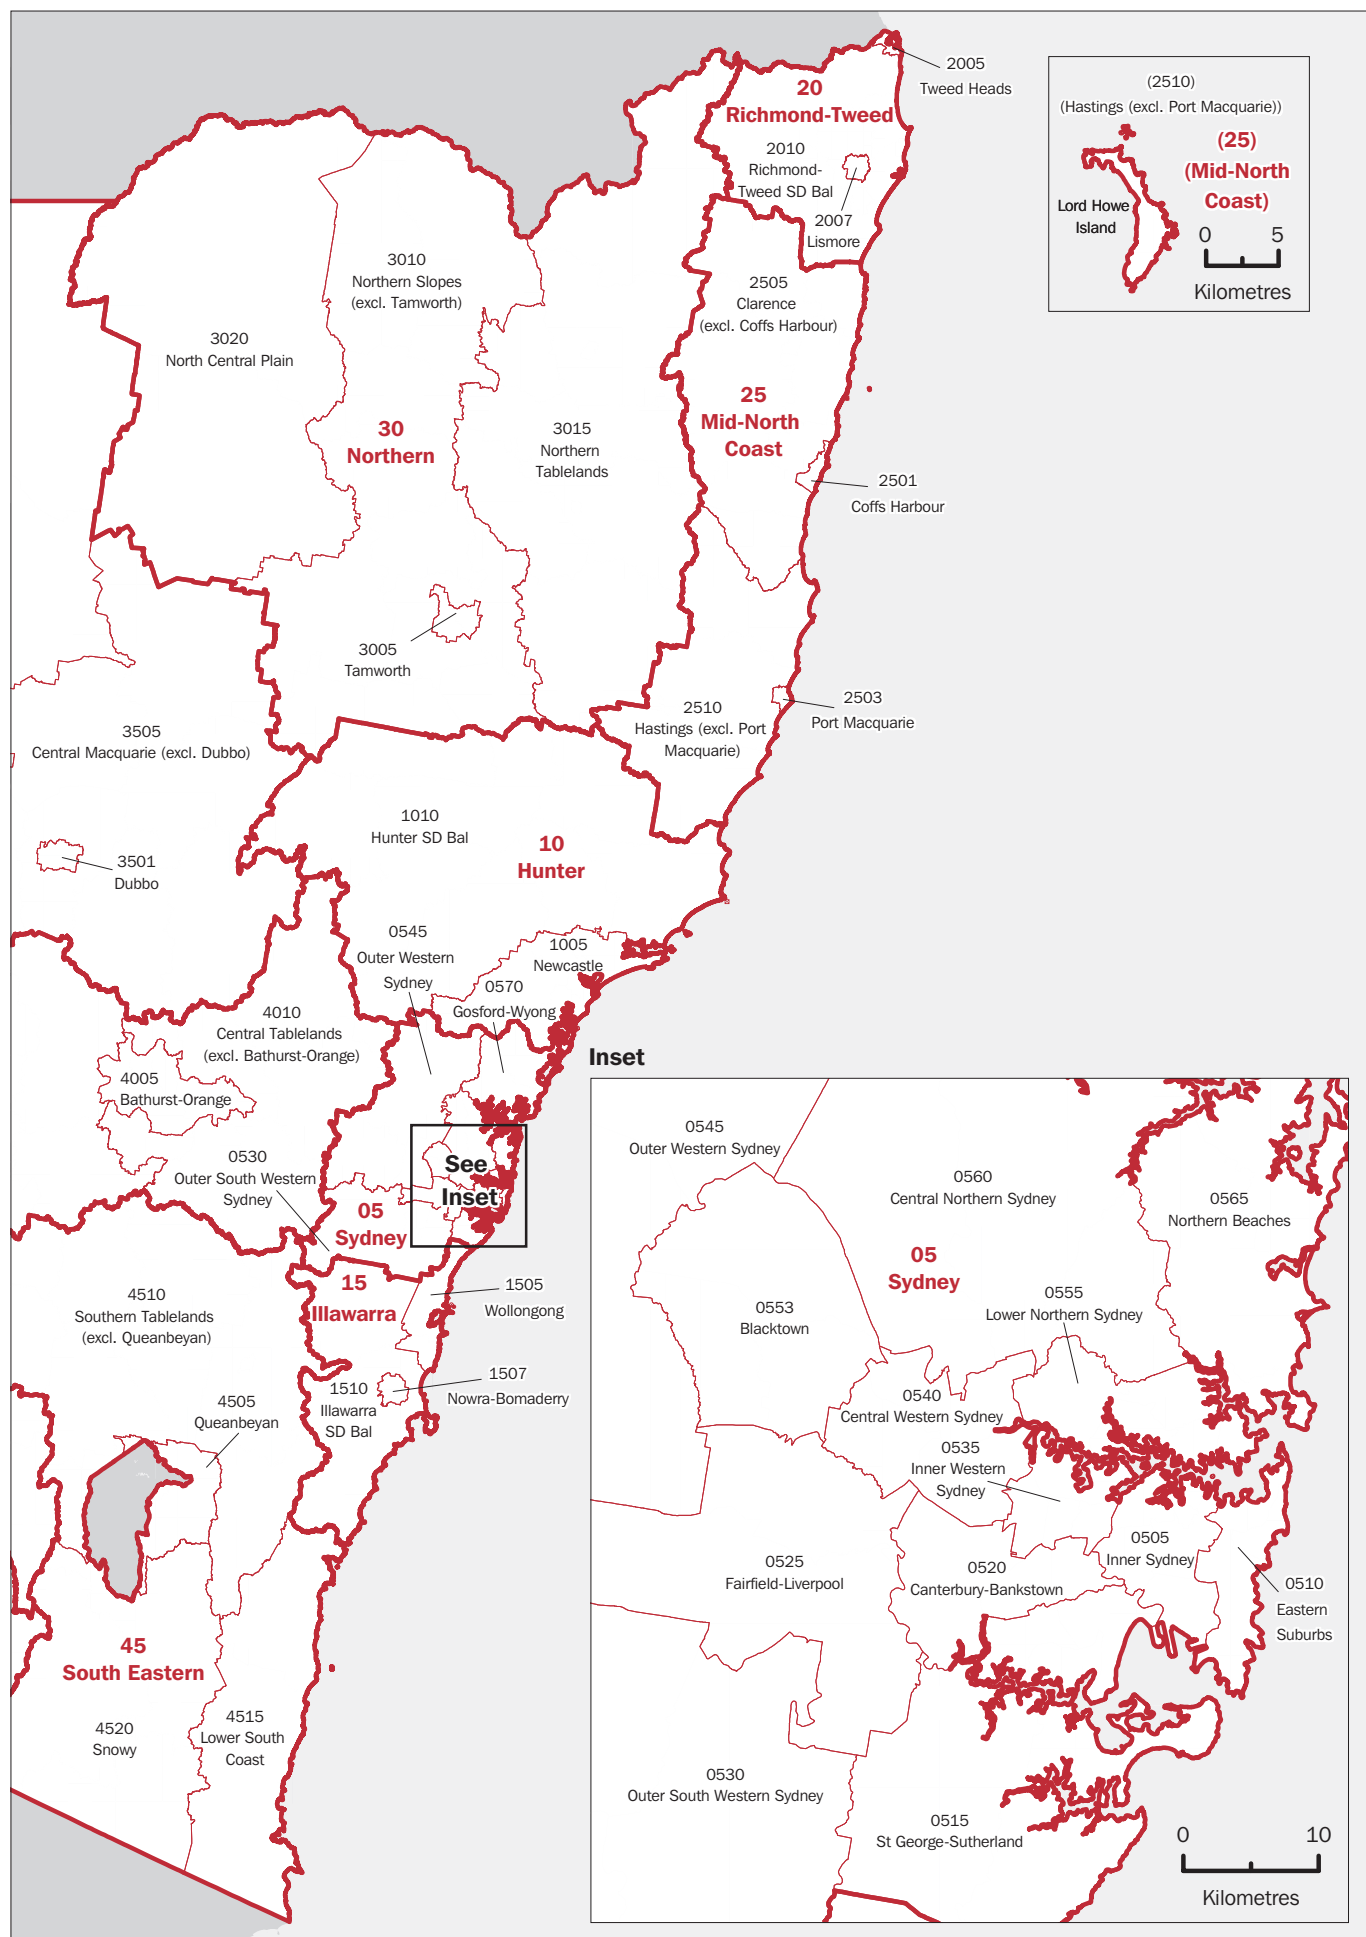 2005
Tweed Heads
20
Richmond-Tweed
2010
Richmond-
Tweed SD Bal
2007
Lismore
(2510)
(Hastings (excl. Port Macquarie))
(25)
(Mid-North
Coast)
Lord Howe
Island
0 5
Kilometres
3010
Northern Slopes
(excl. Tamworth)
2505
Clarence
(excl. Coffs Harbour)
3020
North Central Plain
25
Mid-North
Coast
30
Northern
3015
Northern
Tablelands
2501
Coffs Harbour
3005
Tamworth
2503
Port Macquarie
2510
Hastings (excl. Port
Macquarie)
3505
Central Macquarie (excl. Dubbo)
1010
Hunter SD Bal
10
Hunter
3501
Dubbo
0545
Outer Western
Sydney
1005
Newcastle
0570
Gosford-Wyong
4010
Central Tablelands
(excl. Bathurst-Orange)
4005
Bathurst-Orange
0530
Outer South Western
Sydney
See
Inset
05
Sydney
15
Illawarra
1505
Wollongong
4510
Southern Tablelands
(excl. Queanbeyan)
1507
Nowra-Bomaderry
1510
Illawarra
SD Bal
4505
Queanbeyan
45
South Eastern
4520
Snowy
4515
Lower South
Coast
Inset
0545
Outer Western Sydney
0560
Central Northern Sydney
0565
Northern Beaches
05
Sydney
0555
Lower Northern Sydney
0553
Blacktown
0540
Central Western Sydney
0535
Inner Western
Sydney
0505
Inner Sydney
0525
Fairfield-Liverpool
0520
Canterbury-Bankstown
0510
Eastern
Suburbs
0530
Outer South Western Sydney
0515
St George-Sutherland
0 10
Kilometres